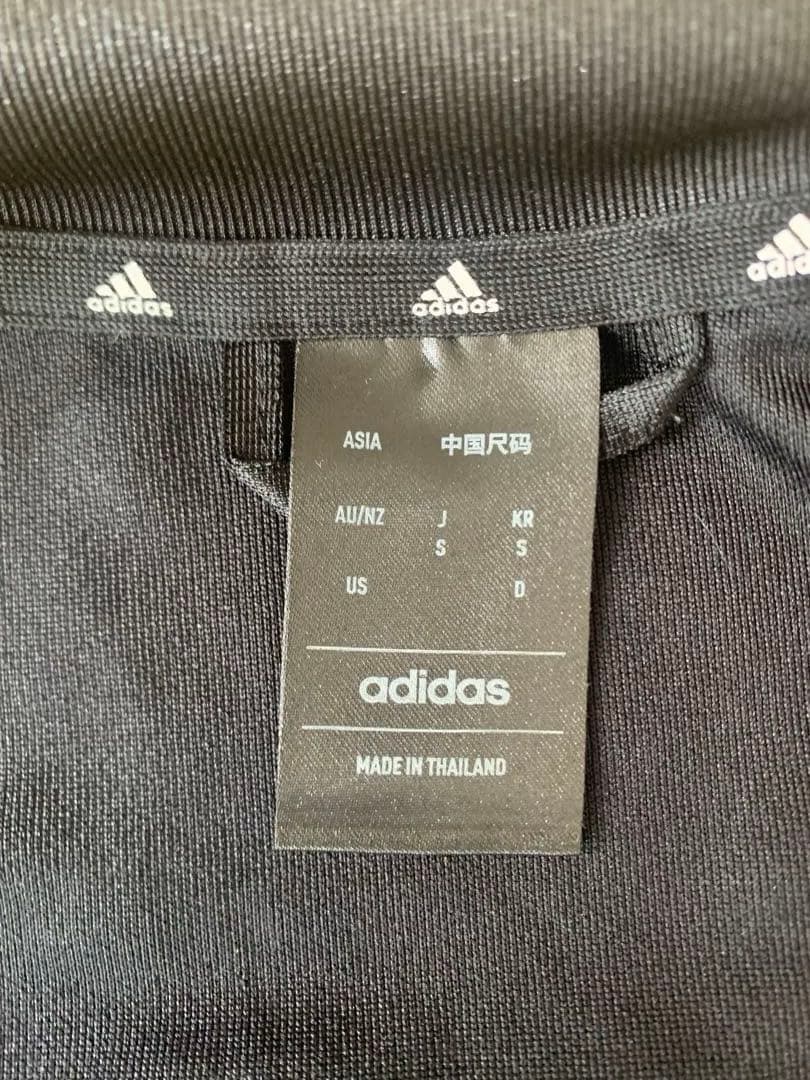 adidas adidas adidas
ASIA 中国尺码
AU/NZ J KR
S S
US D
adidas
MADE IN THAILAND